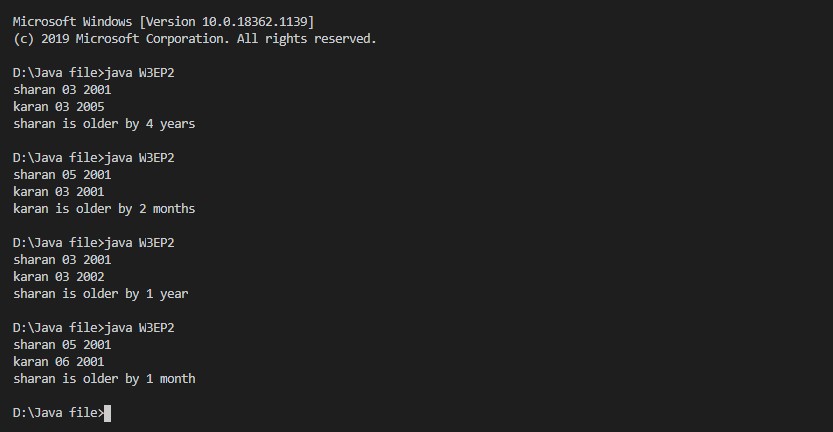 Microsoft Windows [Version 10.0.18362.1139]
(c) 2019 Microsoft Corporation. All rights reserved.
D:\Java file>java W3EP2
sharan 03 2001
karan 03 2005
sharan is older by 4 years
D:\Java file>java W3EP2
sharan 05 2001
karan 03 2001
karan is older by 2 months
D:\Java file>java W3EP2
sharan 03 2001
karan 03 2002
sharan is older by 1 year
D:\Java file>java W3EP2
sharan 05 2001
karan 06 2001
sharan is older by 1 month
D:\Java file>